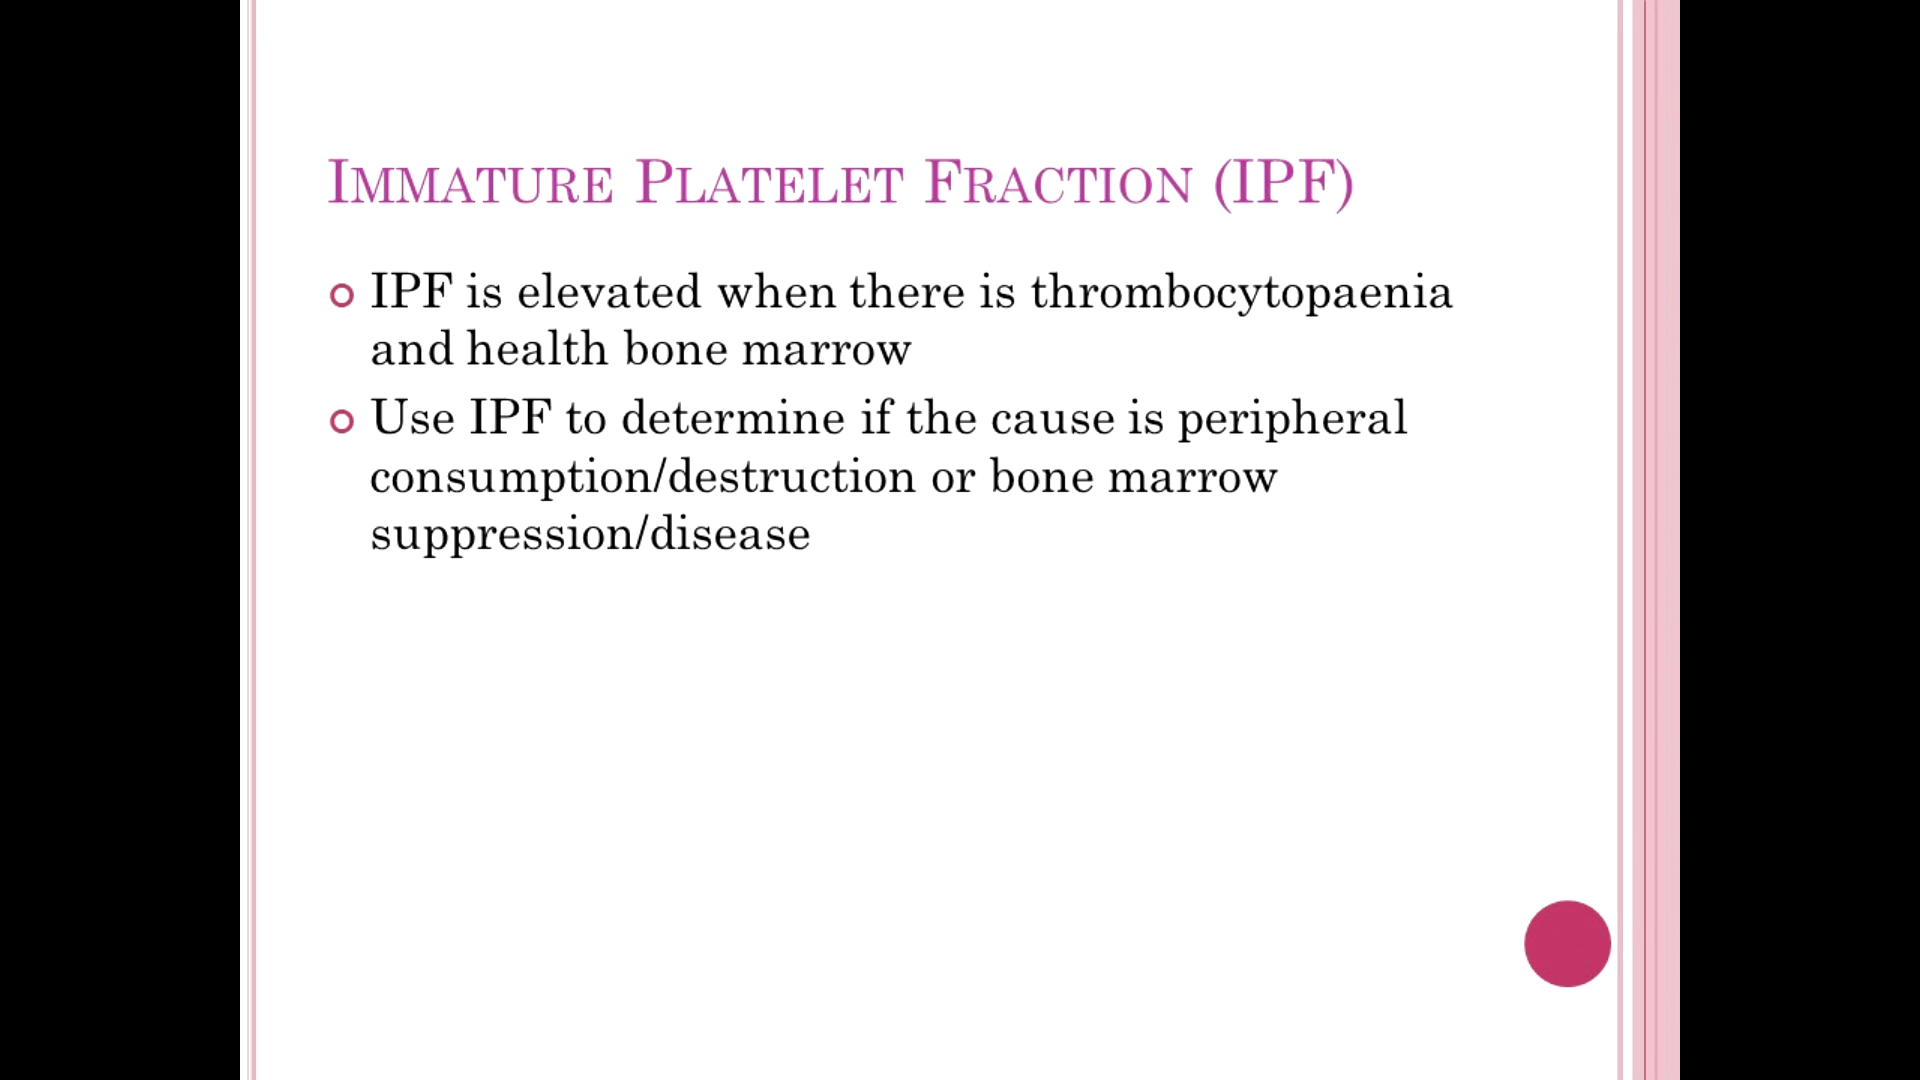 Immature Platelet Fraction (IPF)
IPF is elevated when there is thrombocytopaenia
and health bone marrow
Use IPF to determine if the cause is peripheral
consumption/destruction or bone marrow
suppression/disease